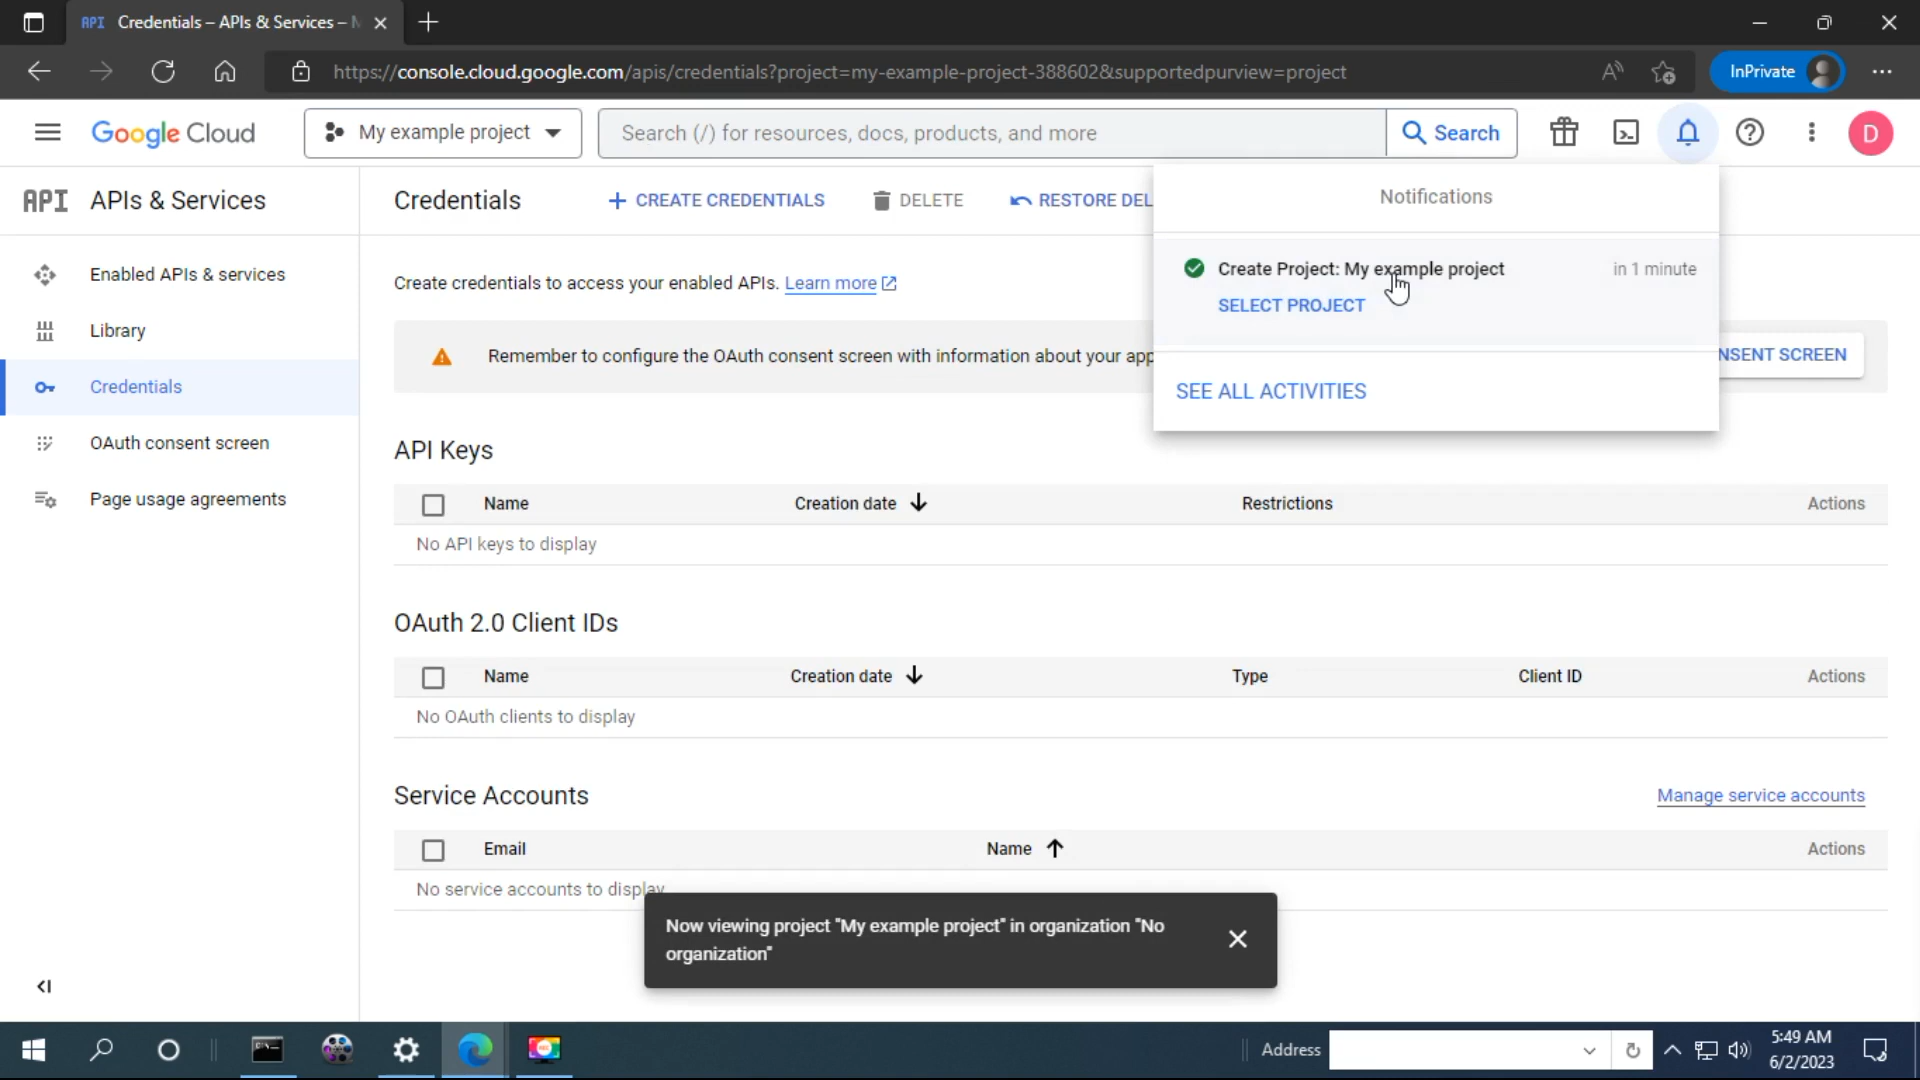 API Credentials – APIs & Services –
https://console.cloud.google.com/apis/credentials?project=my-example-project-388602&supportedpurview=project
A
InPrivate
Google Cloud
My example project
Search (/) for resources, docs, products, and more
Search
D
API APIs & Services
Enabled APIs & services
Library
Credentials
OAuth consent screen
Page usage agreements
Credentials
CREATE CREDENTIALS
DELETE
RESTORE DEL
Create credentials to access your enabled APIs. Learn more
Remember to configure the OAuth consent screen with information about your app
NSENT SCREEN
Notifications
Create Project: My example project
in 1 minute
SELECT PROJECT
SEE ALL ACTIVITIES
API Keys
Name Creation date Restrictions Actions
No API keys to display
OAuth 2.0 Client IDs
Name Creation date Type Client ID Actions
No OAuth clients to display
Service Accounts
Manage service accounts
Email Name Actions
No service accounts to display
Now viewing project "My example project" in organization "No
organization"
Address
5:49 AM
6/2/2023